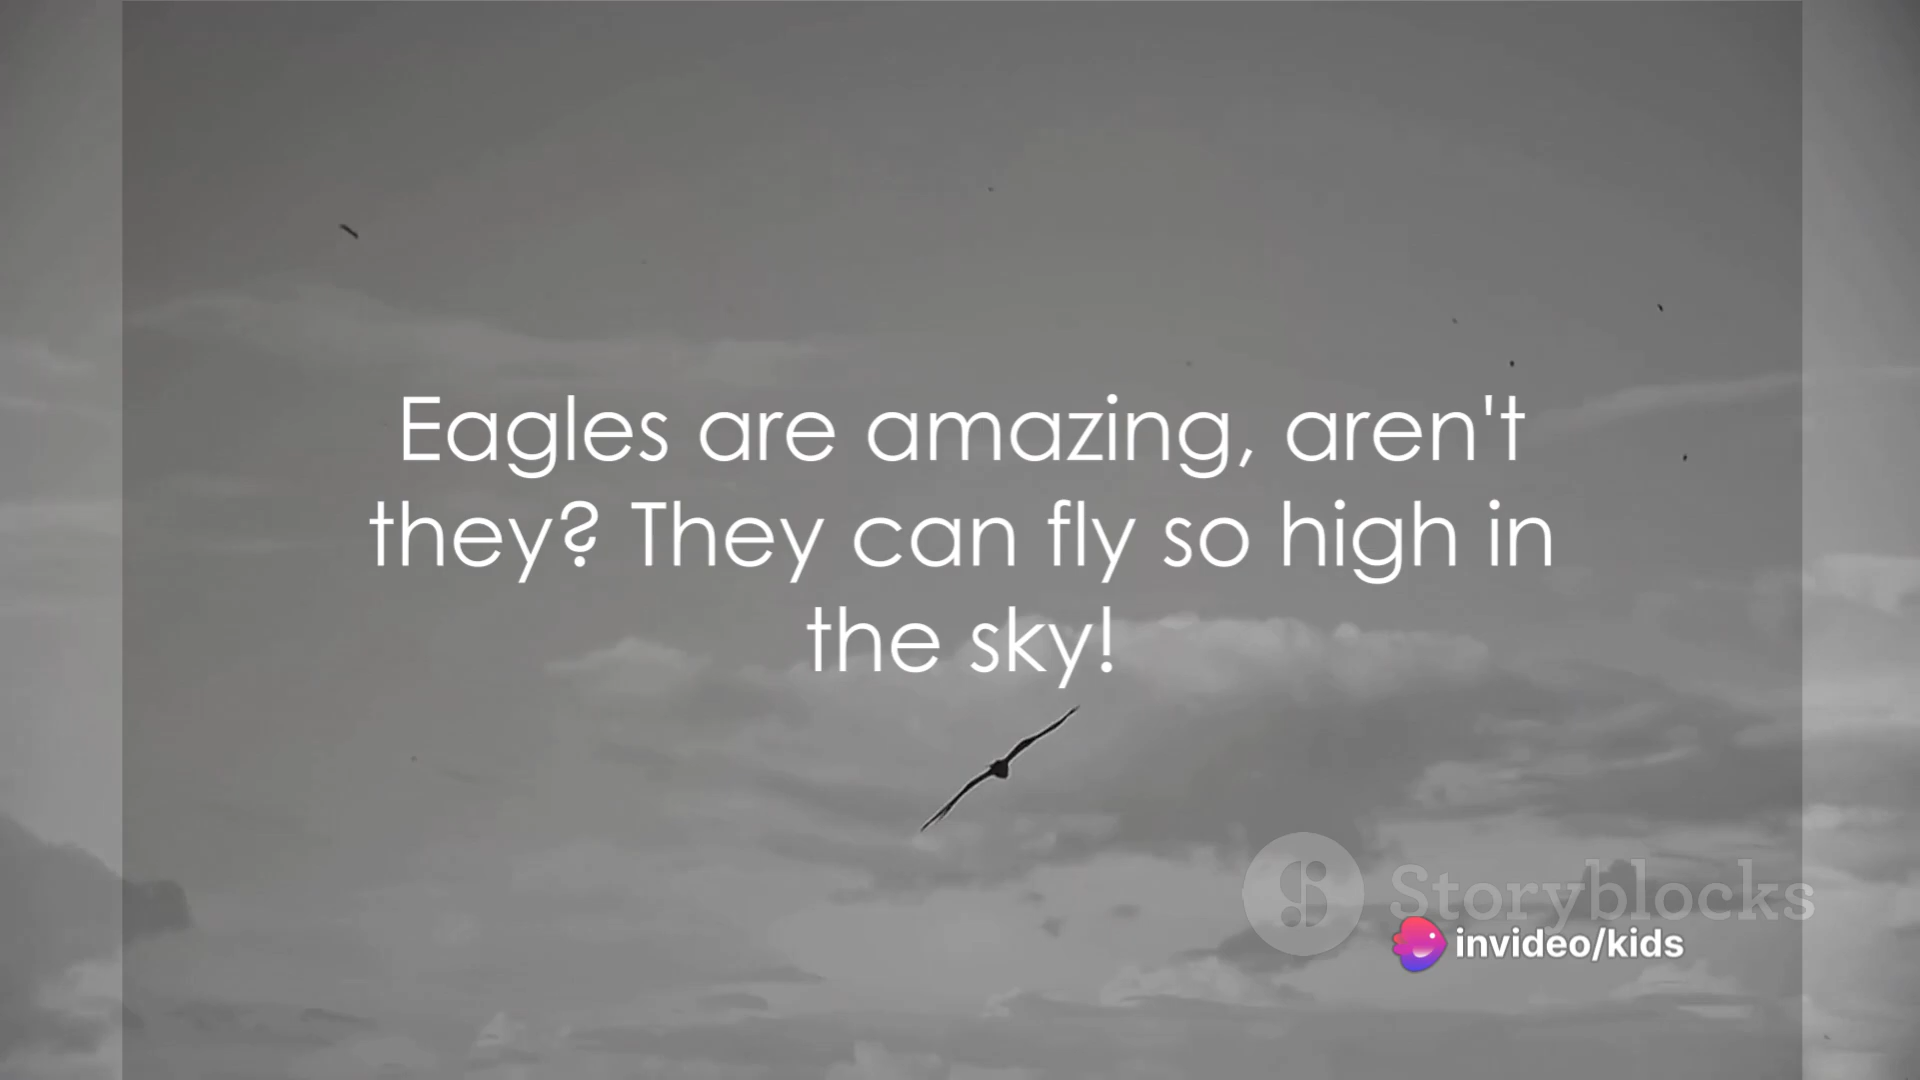 Eagles are amazing, aren't
they? They can fly so high in
the sky!
Storyblocks
invideo/kids